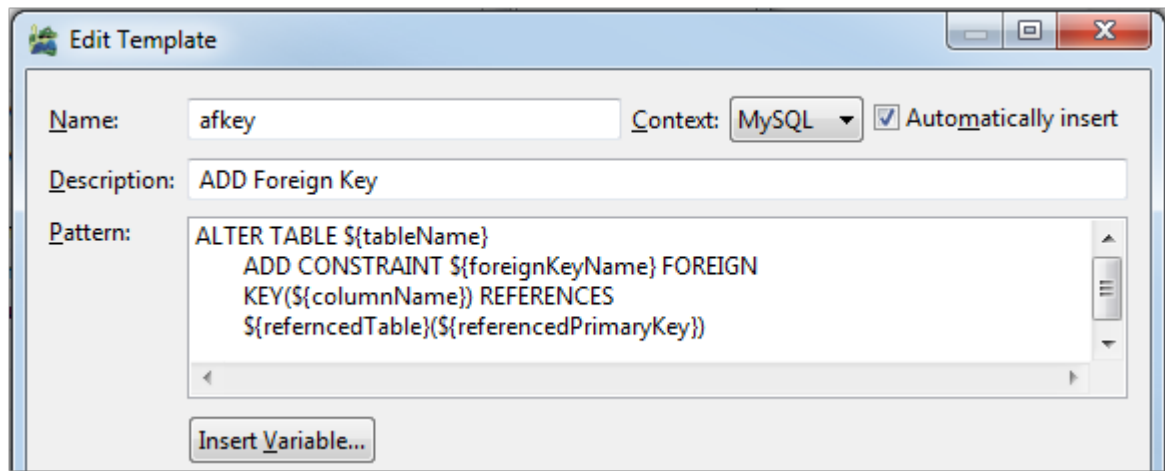 Edit Template
Name: afkey Context: MySQL Automatically insert
Description: ADD Foreign Key
Pattern: ALTER TABLE ${tableName}
ADD CONSTRAINT ${foreignKeyName} FOREIGN
KEY(${columnName}) REFERENCES
${referncedTable}(${referencedPrimaryKey})
Insert Variable...